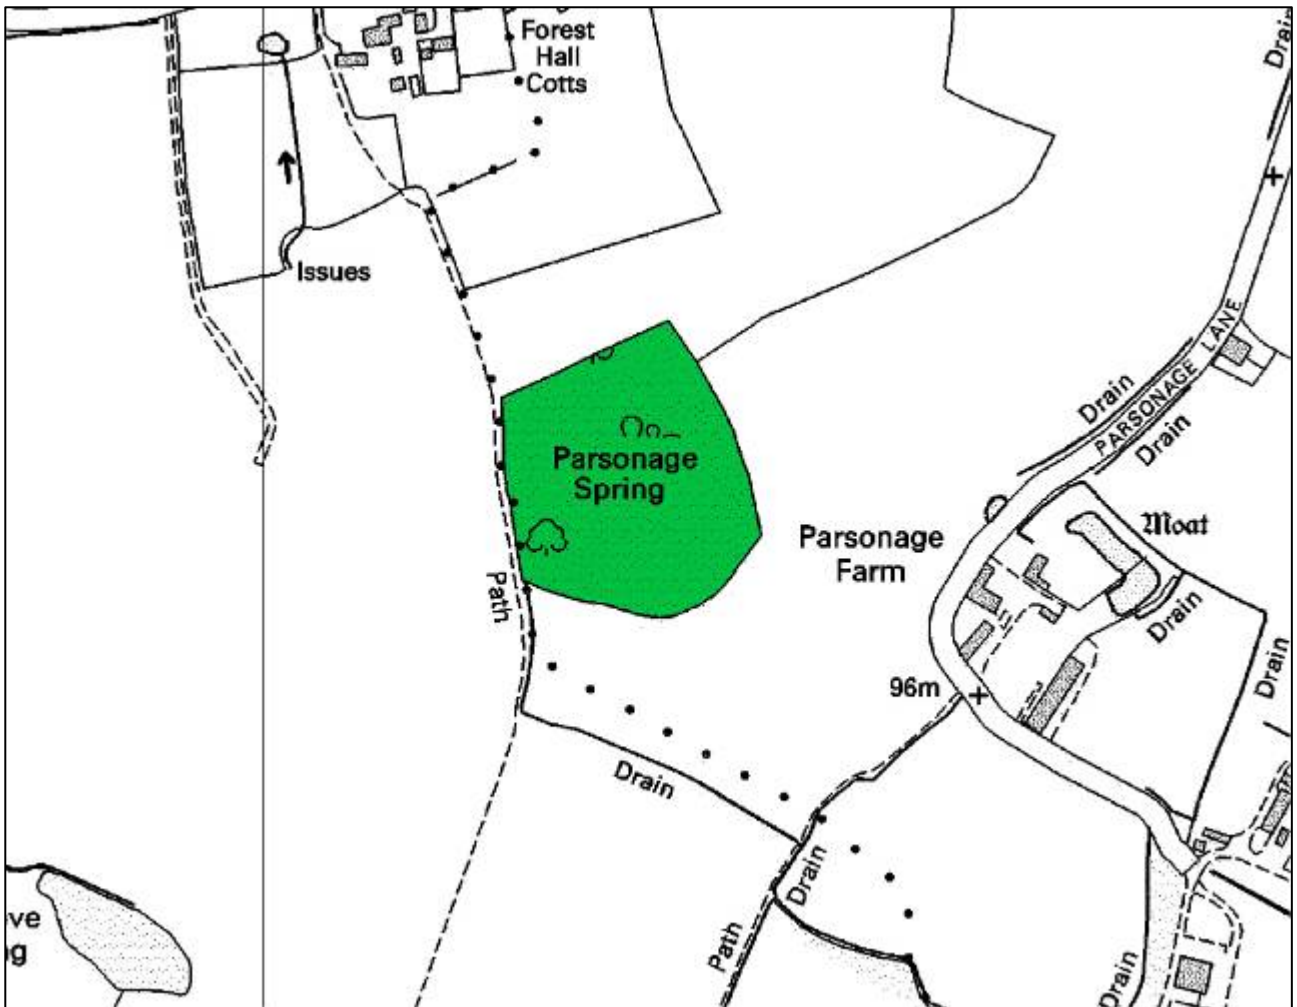 Forest
Hall
Cotts
Drain
Issues
PARSONAGE LANE
Drain
Drain
Parsonage
Spring
Moat
Parsonage
Farm
Path
Drain
Drain
96m
Drain
Drain
Path
Drain
ve
ng